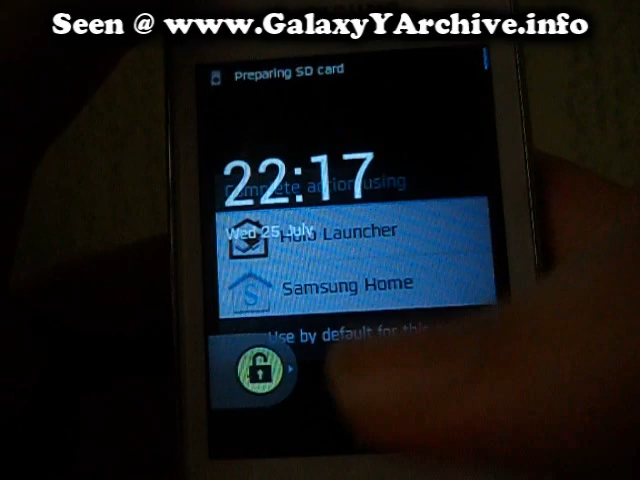 Seen @ www.GalaxyYArchive.info
Preparing SD card
22:17
Complete action using
Wed 25 July
Holo Launcher
Samsung Home
Use by default for this